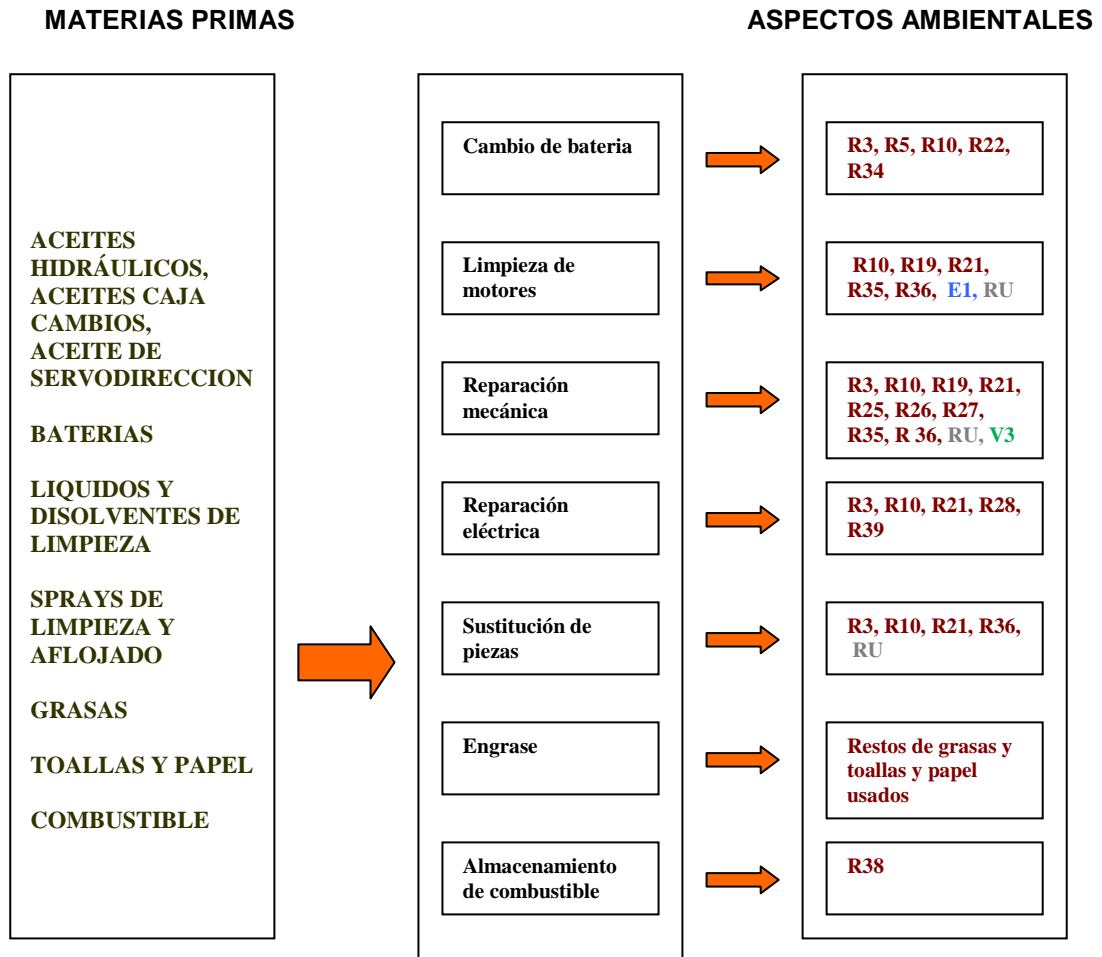 MATERIAS PRIMAS
ASPECTOS AMBIENTALES
ACEITES
HIDRÁULICOS,
ACEITES CAJA
CAMBIOS,
ACEITE DE
SERVODIRECCION
BATERIAS
LIQUIDOS Y
DISOLVENTES DE
LIMPIEZA
SPRAYS DE
LIMPIEZA Y
AFLOJADO
GRASAS
TOALLAS Y PAPEL
COMBUSTIBLE
Cambio de bateria
R3, R5, R10, R22,
R34
Limpieza de
motores
R10, R19, R21,
R35, R36, E1, RU
Reparación
mecánica
R3, R10, R19, R21,
R25, R26, R27,
R35, R 36, RU, V3
Reparación
eléctrica
R3, R10, R21, R28,
R39
Sustitución de
piezas
R3, R10, R21, R36,
RU
Engrase
Restos de grasas y
toallas y papel
usados
Almacenamiento
de combustible
R38